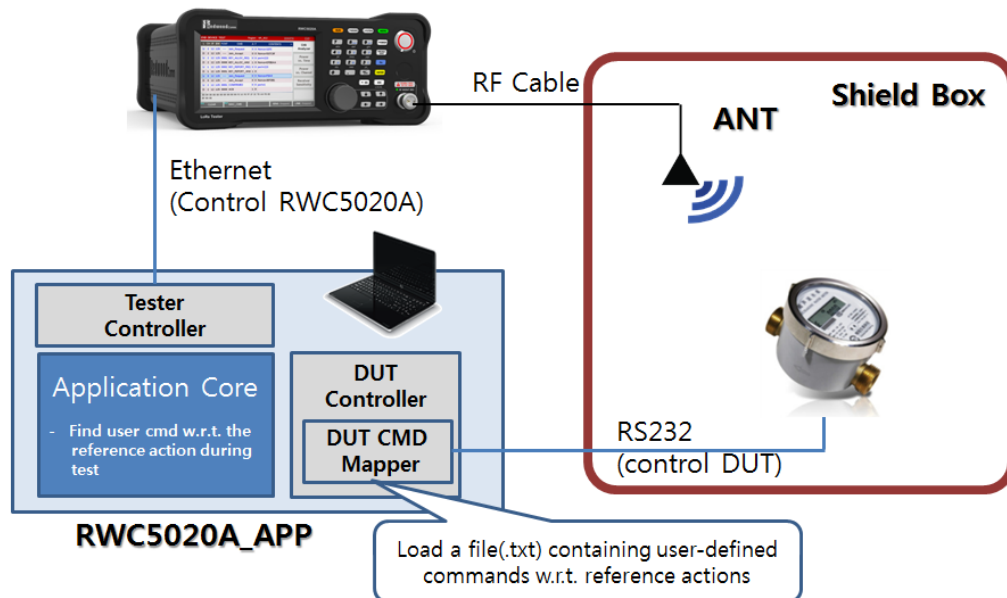 RWC5020A
RF Cable
Shield Box
ANT
Ethernet
(Control RWC5020A)
Tester
Controller
Application Core
- Find user cmd w.r.t. the
reference action during
test
DUT
Controller
DUT CMD
Mapper
RS232
(control DUT)
RWC5020A_APP
Load a file(.txt) containing user-defined
commands w.r.t. reference actions